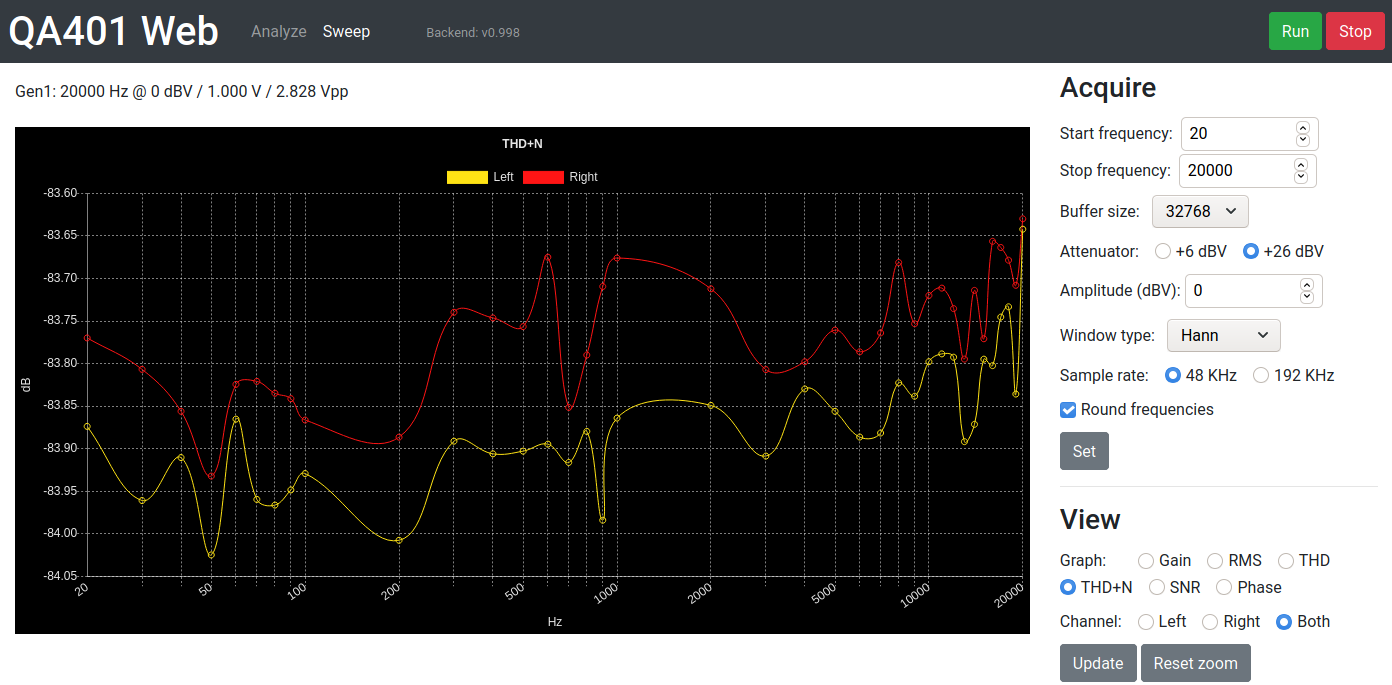 QA401 Web Analyze Sweep Backend: v0.998 Run Stop
Gen1: 20000 Hz @ 0 dBV / 1.000 V / 2.828 Vpp
THD+N
Left Right
-83.60
-83.65
-83.70
-83.75
-83.80
-83.85
-83.90
-83.95
-84.00
-84.05
dB
20 50 100 200 500 1000 2000 5000 10000 20000
Hz
Acquire
Start frequency: 20
Stop frequency: 20000
Buffer size: 32768
Attenuator: +6 dBV +26 dBV
Amplitude (dBV): 0
Window type: Hann
Sample rate: 48 KHz 192 KHz
Round frequencies
Set
View
Graph: Gain RMS THD
THD+N SNR Phase
Channel: Left Right Both
Update Reset zoom